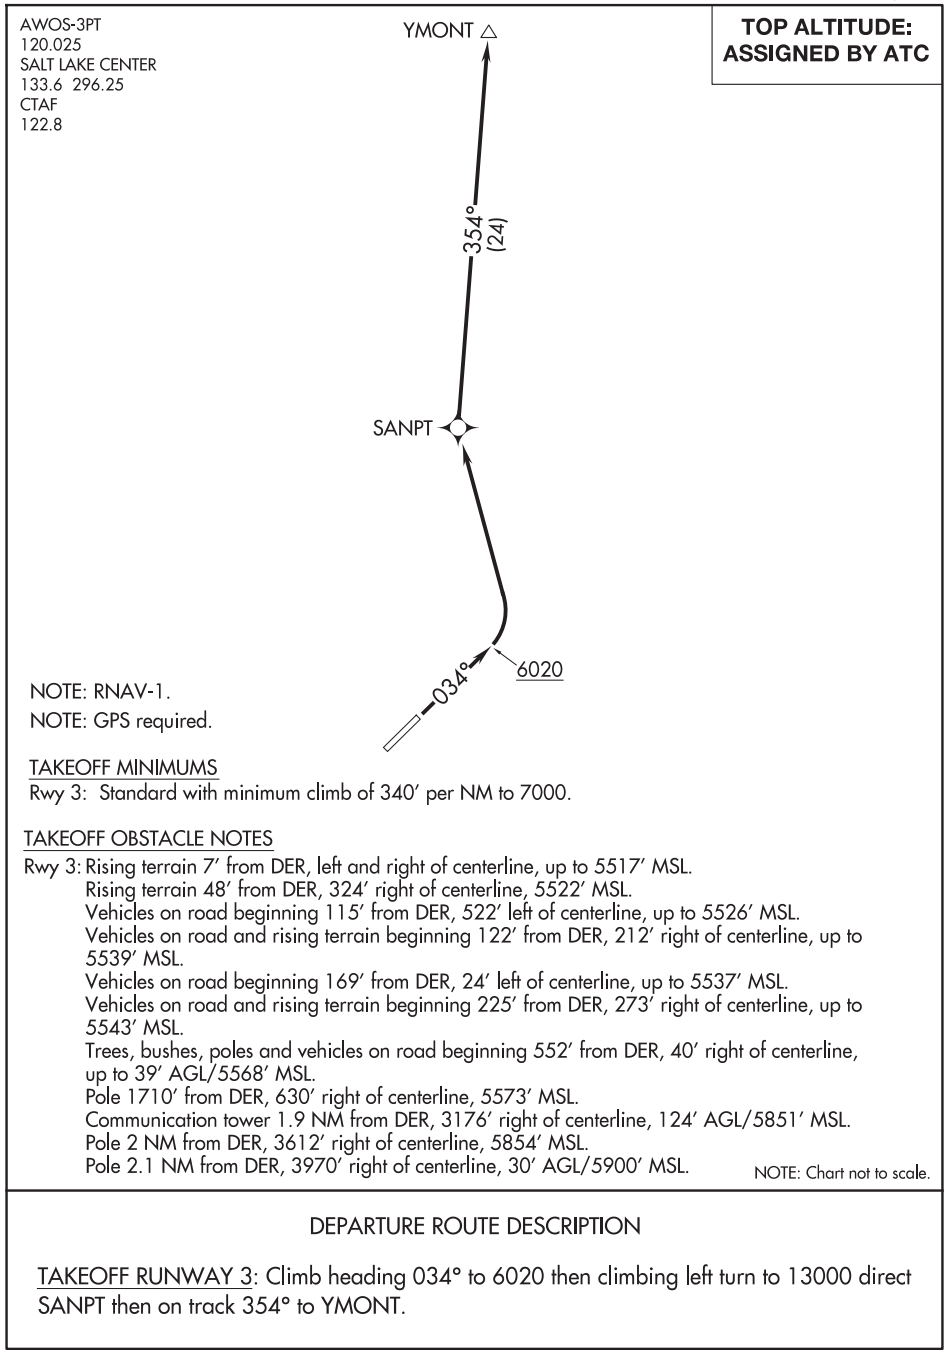 AWOS-3PT
120.025
SALT LAKE CENTER
133.6 296.25
CTAF
122.8
YMONT
TOP ALTITUDE:
ASSIGNED BY ATC
354°
(24)
SANPT
6020
034°
NOTE: RNAV-1.
NOTE: GPS required.
TAKEOFF MINIMUMS
Rwy 3: Standard with minimum climb of 340′ per NM to 7000.
TAKEOFF OBSTACLE NOTES
Rwy 3: Rising terrain 7′ from DER, left and right of centerline, up to 5517′ MSL.
Rising terrain 48′ from DER, 324′ right of centerline, 5522′ MSL.
Vehicles on road beginning 115′ from DER, 522′ left of centerline, up to 5526′ MSL.
Vehicles on road and rising terrain beginning 122′ from DER, 212′ right of centerline, up to
5539′ MSL.
Vehicles on road beginning 169′ from DER, 24′ left of centerline, up to 5537′ MSL.
Vehicles on road and rising terrain beginning 225′ from DER, 273′ right of centerline, up to
5543′ MSL.
Trees, bushes, poles and vehicles on road beginning 552′ from DER, 40′ right of centerline,
up to 39′ AGL/5568′ MSL.
Pole 1710′ from DER, 630′ right of centerline, 5573′ MSL.
Communication tower 1.9 NM from DER, 3176′ right of centerline, 124′ AGL/5851′ MSL.
Pole 2 NM from DER, 3612′ right of centerline, 5854′ MSL.
Pole 2.1 NM from DER, 3970′ right of centerline, 30′ AGL/5900′ MSL.
NOTE: Chart not to scale.
DEPARTURE ROUTE DESCRIPTION
TAKEOFF RUNWAY 3: Climb heading 034° to 6020 then climbing left turn to 13000 direct
SANPT then on track 354° to YMONT.